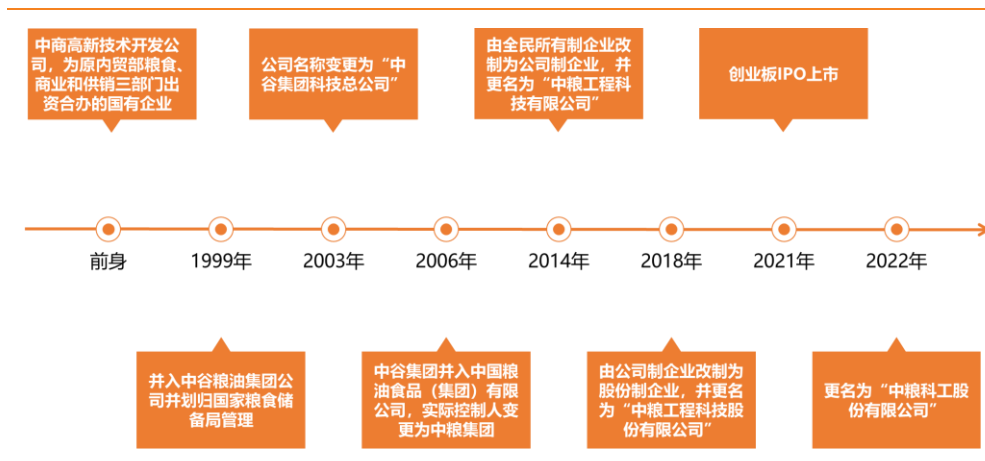 中商高新技术开发公
司，为原内贸部粮食、
商业和供销三部门出
资合办的国有企业
公司名称变更为“中
谷集团科技总公司”
由全民所有制企业改
制为公司制企业，并
更名为“中粮工程科
技有限公司”
创业板IPO上市
前身
1999年
2003年
2006年
2014年
2018年
2021年
2022年
并入中谷粮油集团公
司并划归国家粮食储
备局管理
中谷集团并入中国粮
油食品（集团）有限
公司，实际控制人变
更为中粮集团
由公司制企业改制为
股份制企业，并更名
为“中粮工程科技股
份有限公司”
更名为“中粮科工股
份有限公司”